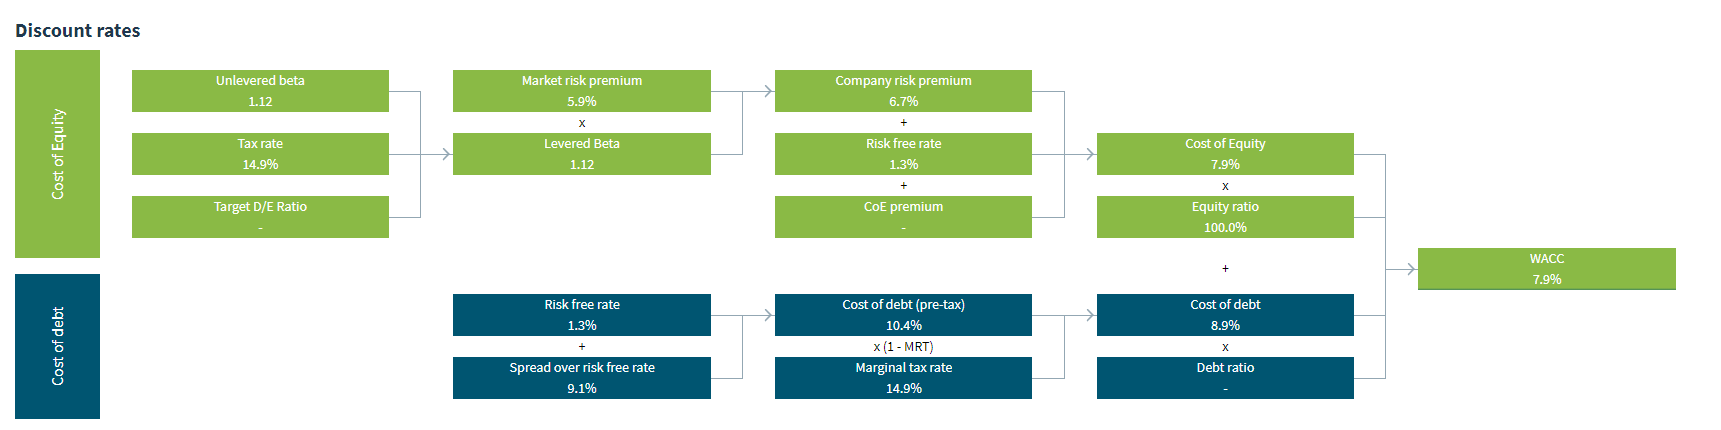 Discount rates
Cost of Equity
Unlevered beta
1.12
Tax rate
14.9%
Target D/E Ratio
-
Market risk premium
5.9%
x
Levered Beta
1.12
Company risk premium
6.7%
+
Risk free rate
1.3%
+
CoE premium
-
Cost of Equity
7.9%
x
Equity ratio
100.0%
+
WACC
7.9%
Cost of debt
Risk free rate
1.3%
+
Spread over risk free rate
9.1%
Cost of debt (pre-tax)
10.4%
x (1 - MRT)
Marginal tax rate
14.9%
Cost of debt
8.9%
x
Debt ratio
-